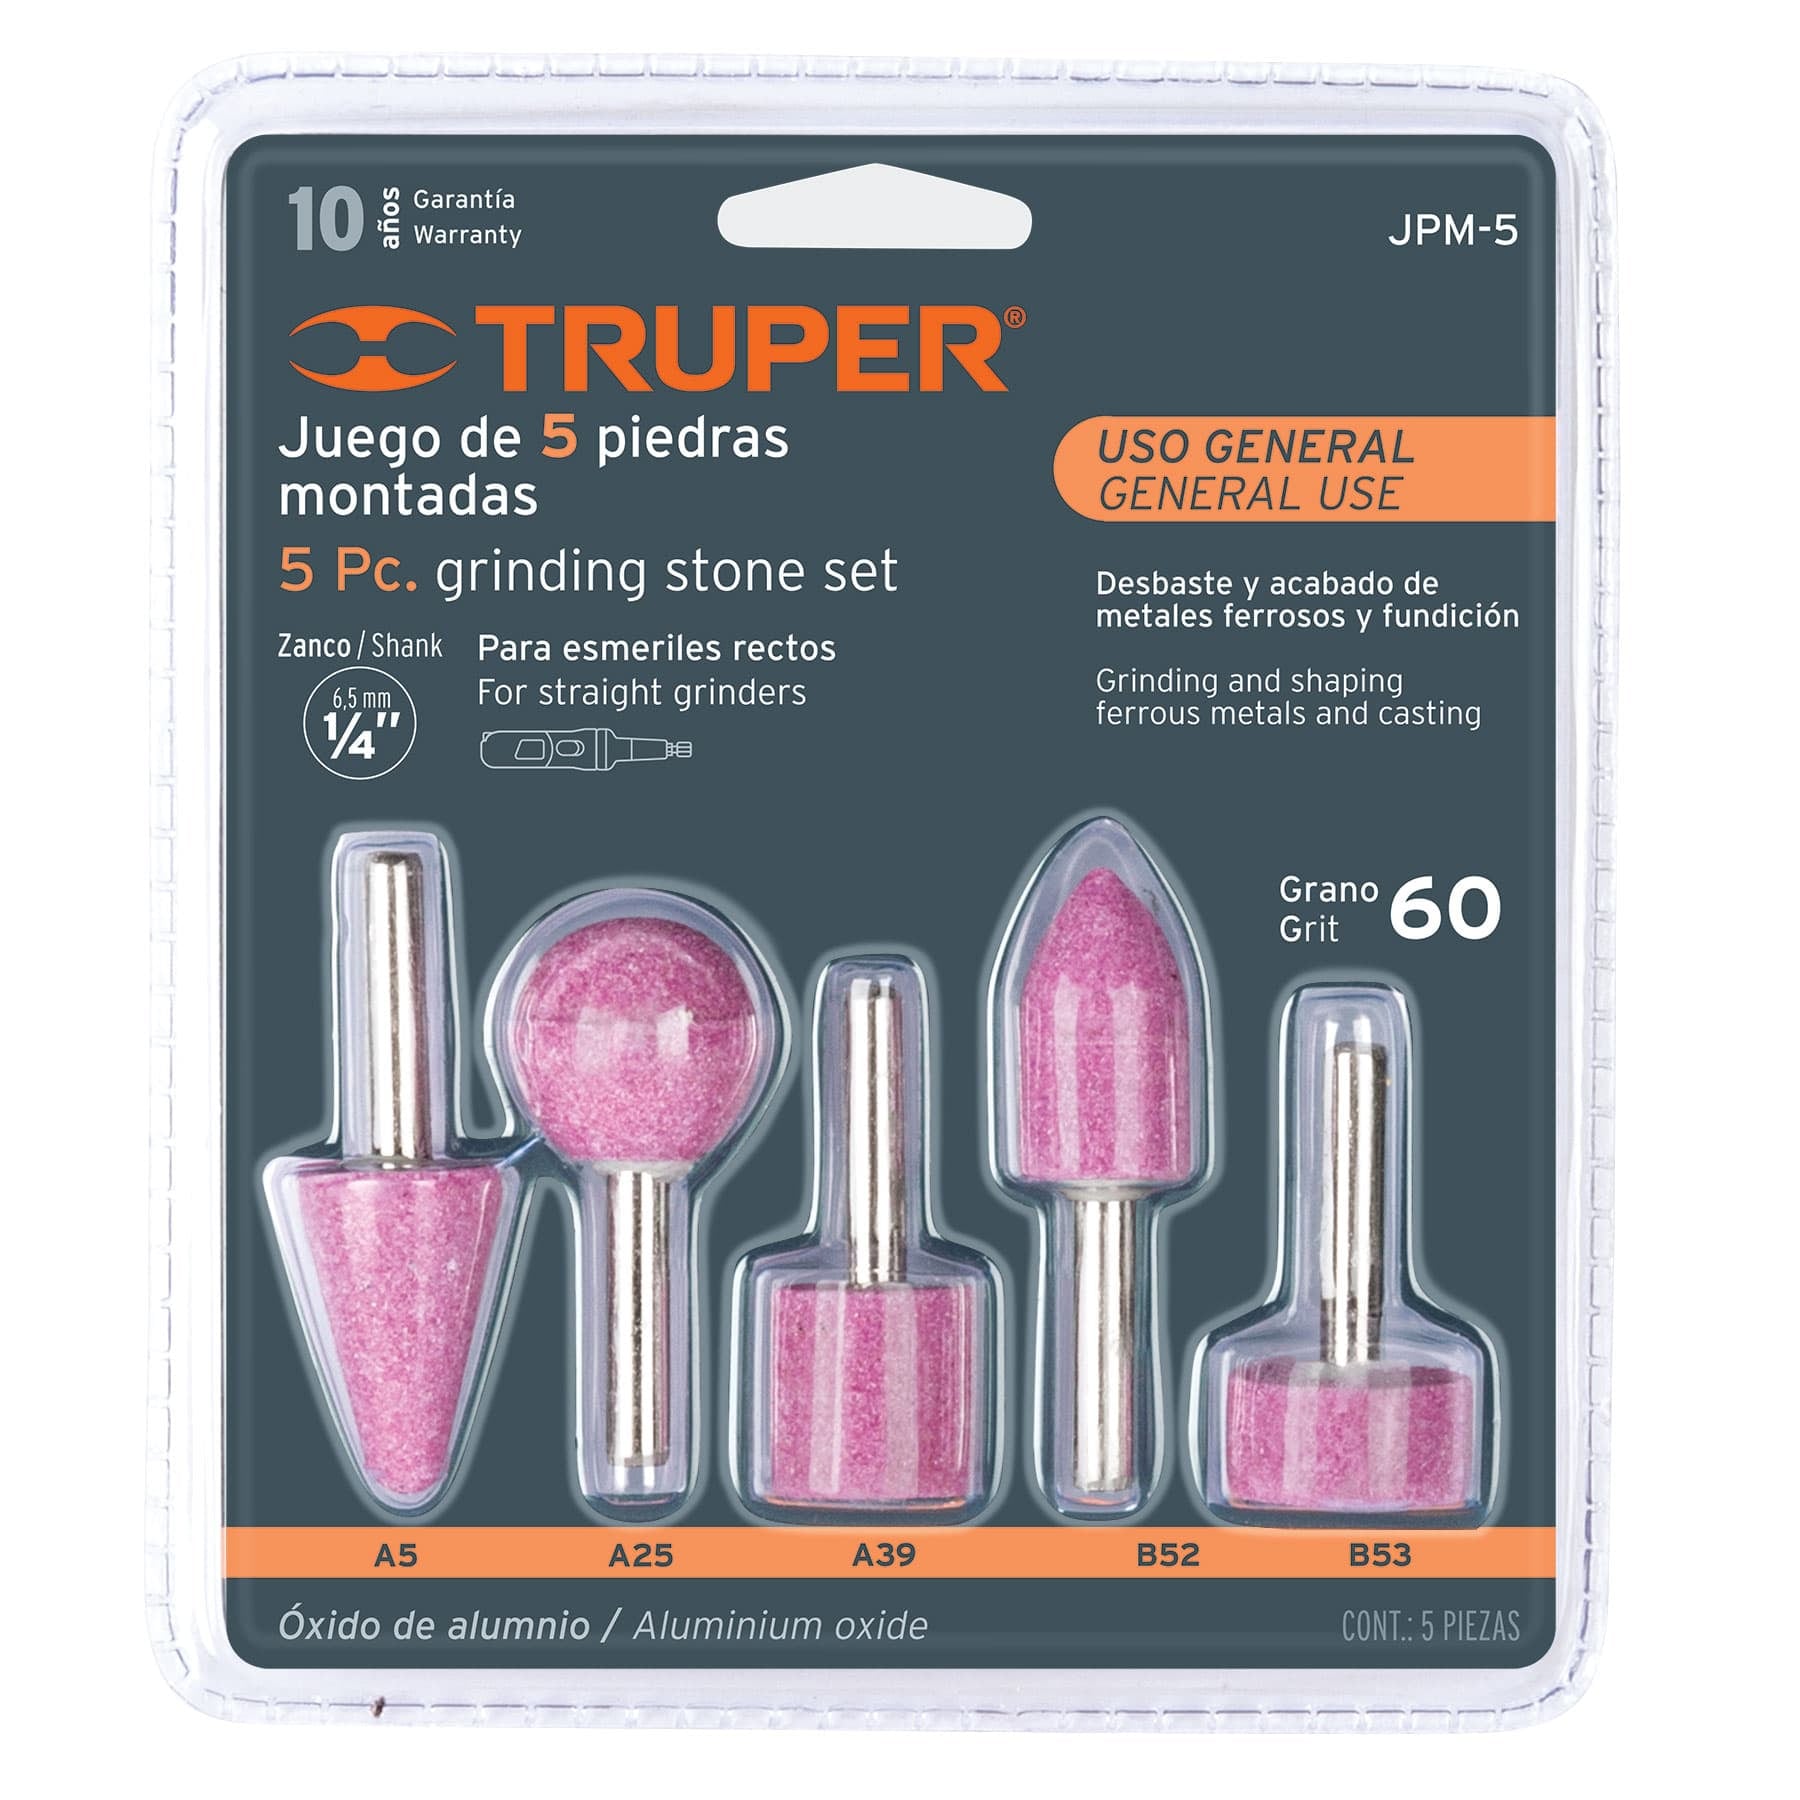 10 años Garantía
Warranty
JPM-5
TRUPER®
Juego de 5 piedras
montadas
5 Pc. grinding stone set
USO GENERAL
GENERAL USE
Desbaste y acabado de
metales ferrosos y fundición
Grinding and shaping
ferrous metals and casting
Zanco / Shank
6,5 mm
1/4"
Para esmeriles rectos
For straight grinders
Grano
Grit
60
A5 A25 A39 B52 B53
Óxido de alumnio / Aluminium oxide
CONT.: 5 PIEZAS